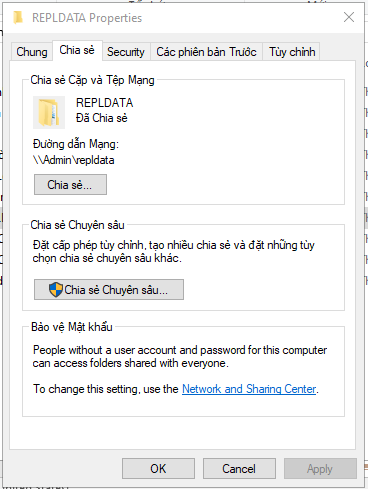 REPLDATA Properties
Chung
Chia sẻ
Security
Các phiên bản Trước
Tùy chỉnh
Chia sẻ Cặp và Tệp Mạng
REPLDATA
Đã Chia sẻ
Đường dẫn Mạng:
\\Admin\repldata
Chia sẻ...
Chia sẻ Chuyên sâu
Đặt cấp phép tùy chỉnh, tạo nhiều chia sẻ và đặt những tùy
chọn chia sẻ chuyên sâu khác.
Chia sẻ Chuyên sâu...
Bảo vệ Mật khẩu
People without a user account and password for this computer
can access folders shared with everyone.
To change this setting, use the Network and Sharing Center.
OK
Cancel
Apply